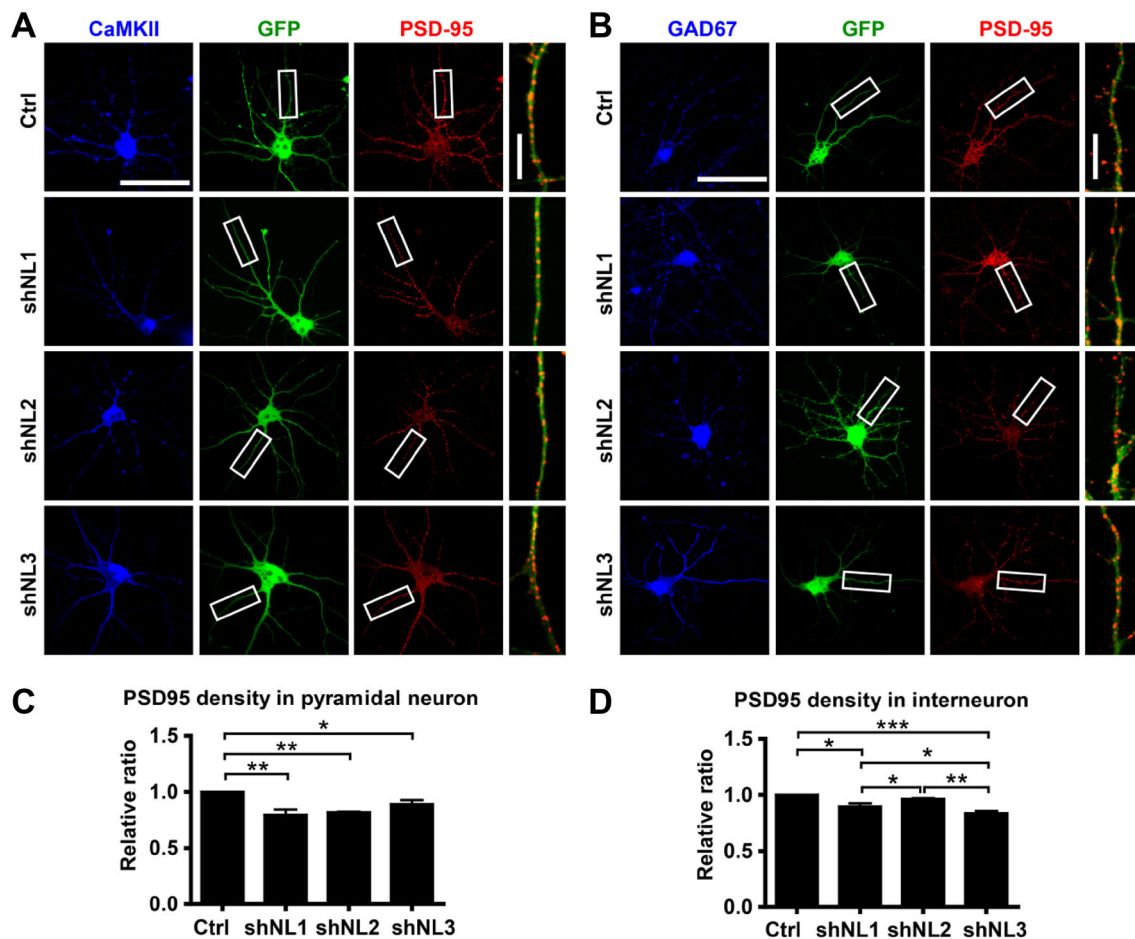 A CaMKII GFP PSD-95
Ctrl
shNL1
shNL2
shNL3
B GAD67 GFP PSD-95
Ctrl
shNL1
shNL2
shNL3
C PSD95 density in pyramidal neuron
Relative ratio
1.5
1.0
0.5
0.0
*
**
**
Ctrl shNL1 shNL2 shNL3
D PSD95 density in interneuron
Relative ratio
1.5
1.0
0.5
0.0
***
* *
* **
Ctrl shNL1 shNL2 shNL3